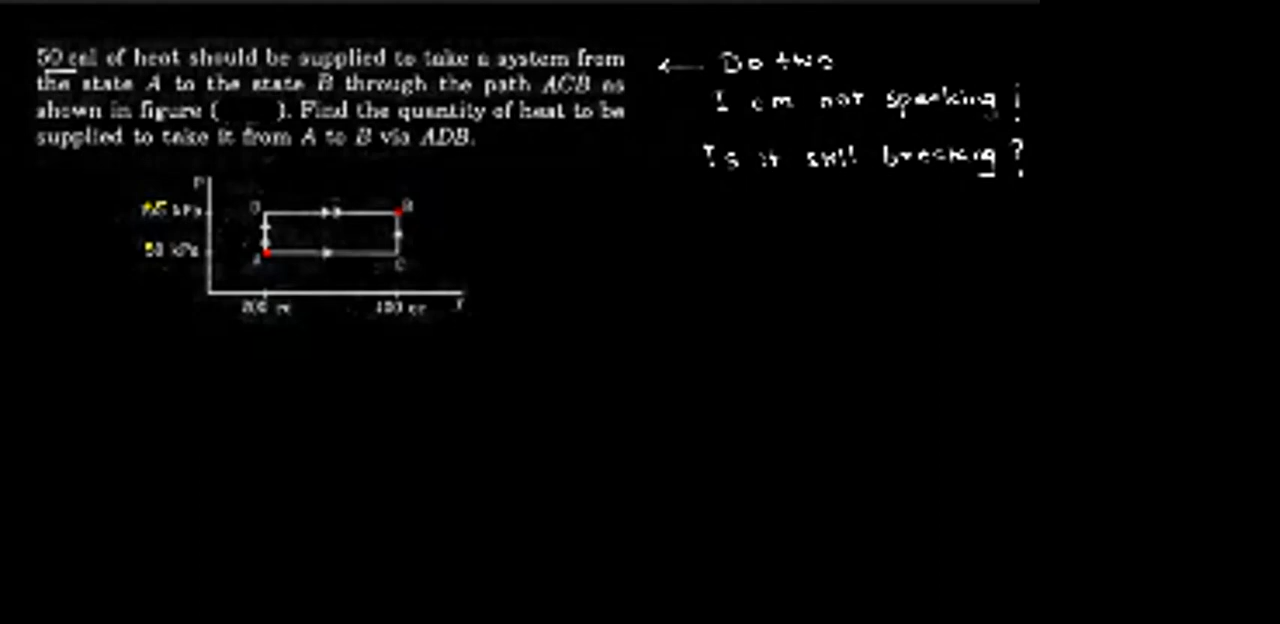 50 cal of heat should be supplied to take a system from
the state A to the state B through the path ACB as
shown in figure ( ). Find the quantity of heat to be
supplied to take it from A to B via ADB.
← Do this
I am not speaking !
Is it still breaking ?
P
kPa
D
B
50 kPa
A
C
200 cc
400 cc
V